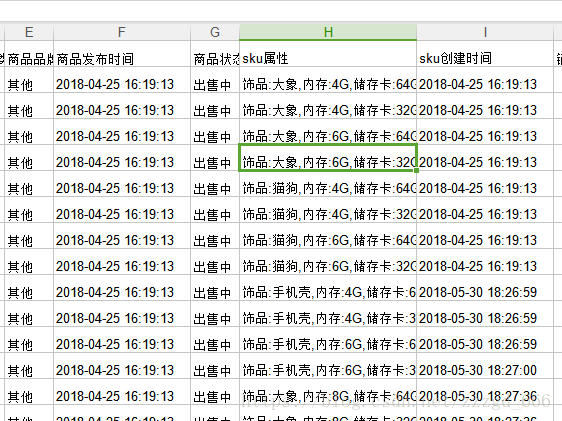 E F G H I
商品品牌 商品发布时间 商品状态 sku属性 sku创建时间
其他 2018-04-25 16:19:13 出售中 饰品:大象,内存:4G,储存卡:64G 2018-04-25 16:19:13
其他 2018-04-25 16:19:13 出售中 饰品:大象,内存:4G,储存卡:32G 2018-04-25 16:19:13
其他 2018-04-25 16:19:13 出售中 饰品:大象,内存:6G,储存卡:64G 2018-04-25 16:19:13
其他 2018-04-25 16:19:13 出售中 饰品:大象,内存:6G,储存卡:32G 2018-04-25 16:19:13
其他 2018-04-25 16:19:13 出售中 饰品:猫狗,内存:4G,储存卡:64G 2018-04-25 16:19:13
其他 2018-04-25 16:19:13 出售中 饰品:猫狗,内存:4G,储存卡:32G 2018-04-25 16:19:13
其他 2018-04-25 16:19:13 出售中 饰品:猫狗,内存:6G,储存卡:64G 2018-04-25 16:19:13
其他 2018-04-25 16:19:13 出售中 饰品:猫狗,内存:6G,储存卡:32G 2018-04-25 16:19:13
其他 2018-04-25 16:19:13 出售中 饰品:手机壳,内存:4G,储存卡:6 2018-05-30 18:26:59
其他 2018-04-25 16:19:13 出售中 饰品:手机壳,内存:4G,储存卡:3 2018-05-30 18:26:59
其他 2018-04-25 16:19:13 出售中 饰品:手机壳,内存:6G,储存卡:6 2018-05-30 18:26:59
其他 2018-04-25 16:19:13 出售中 饰品:手机壳,内存:6G,储存卡:3 2018-05-30 18:27:00
其他 2018-04-25 16:19:13 出售中 饰品:大象,内存:8G,储存卡:64G 2018-05-30 18:27:36
其他 2018-04-25 16:19:13 出售中 饰品:大象,内存:8G,储存卡:32G 2018-05-30 18:27:36